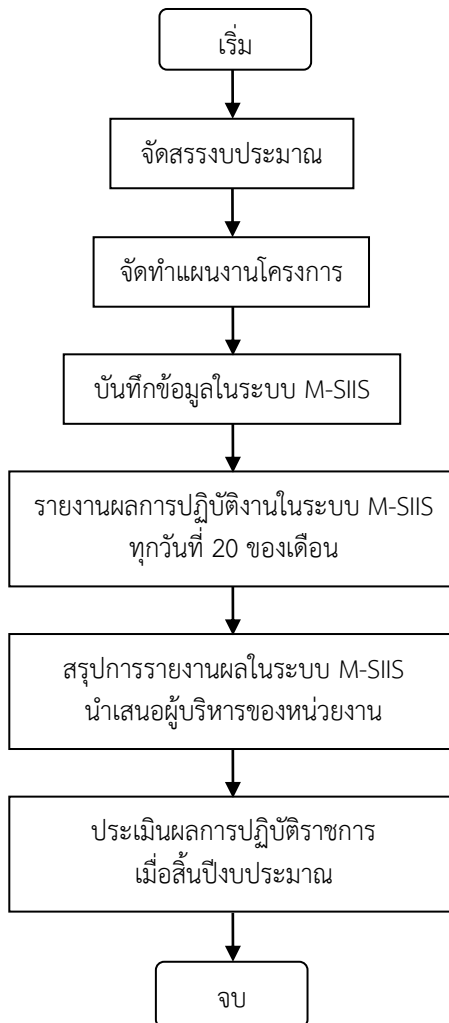 เริ่ม
จัดสรรงบประมาณ
จัดทำแผนงานโครงการ
บันทึกข้อมูลในระบบ M-SIIS
รายงานผลการปฏิบัติงานในระบบ M-SIIS
ทุกวันที่ 20 ของเดือน
สรุปการรายงานผลในระบบ M-SIIS
นำเสนอผู้บริหารของหน่วยงาน
ประเมินผลการปฏิบัติราชการ
เมื่อสิ้นปีงบประมาณ
จบ